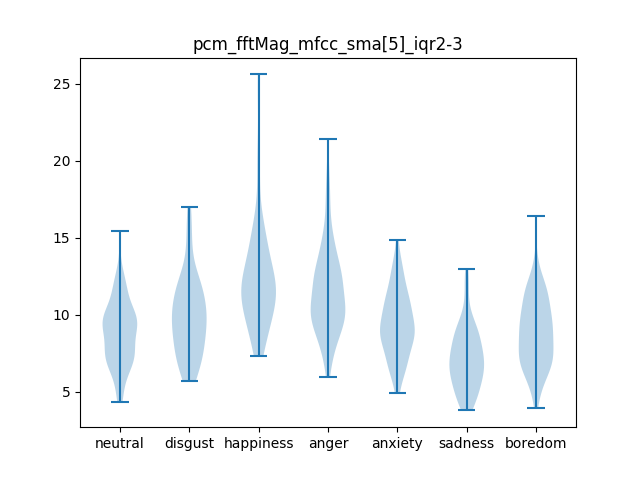 pcm_fftMag_mfcc_sma[5]_iqr2-3
25
20
15
10
5
neutral disgust happiness anger anxiety sadness boredom